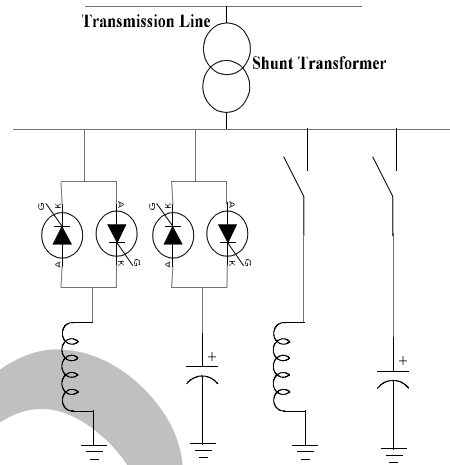 Transmission Line
Shunt Transformer
G K
A
G K
A
A
K G
A
K G
+
+